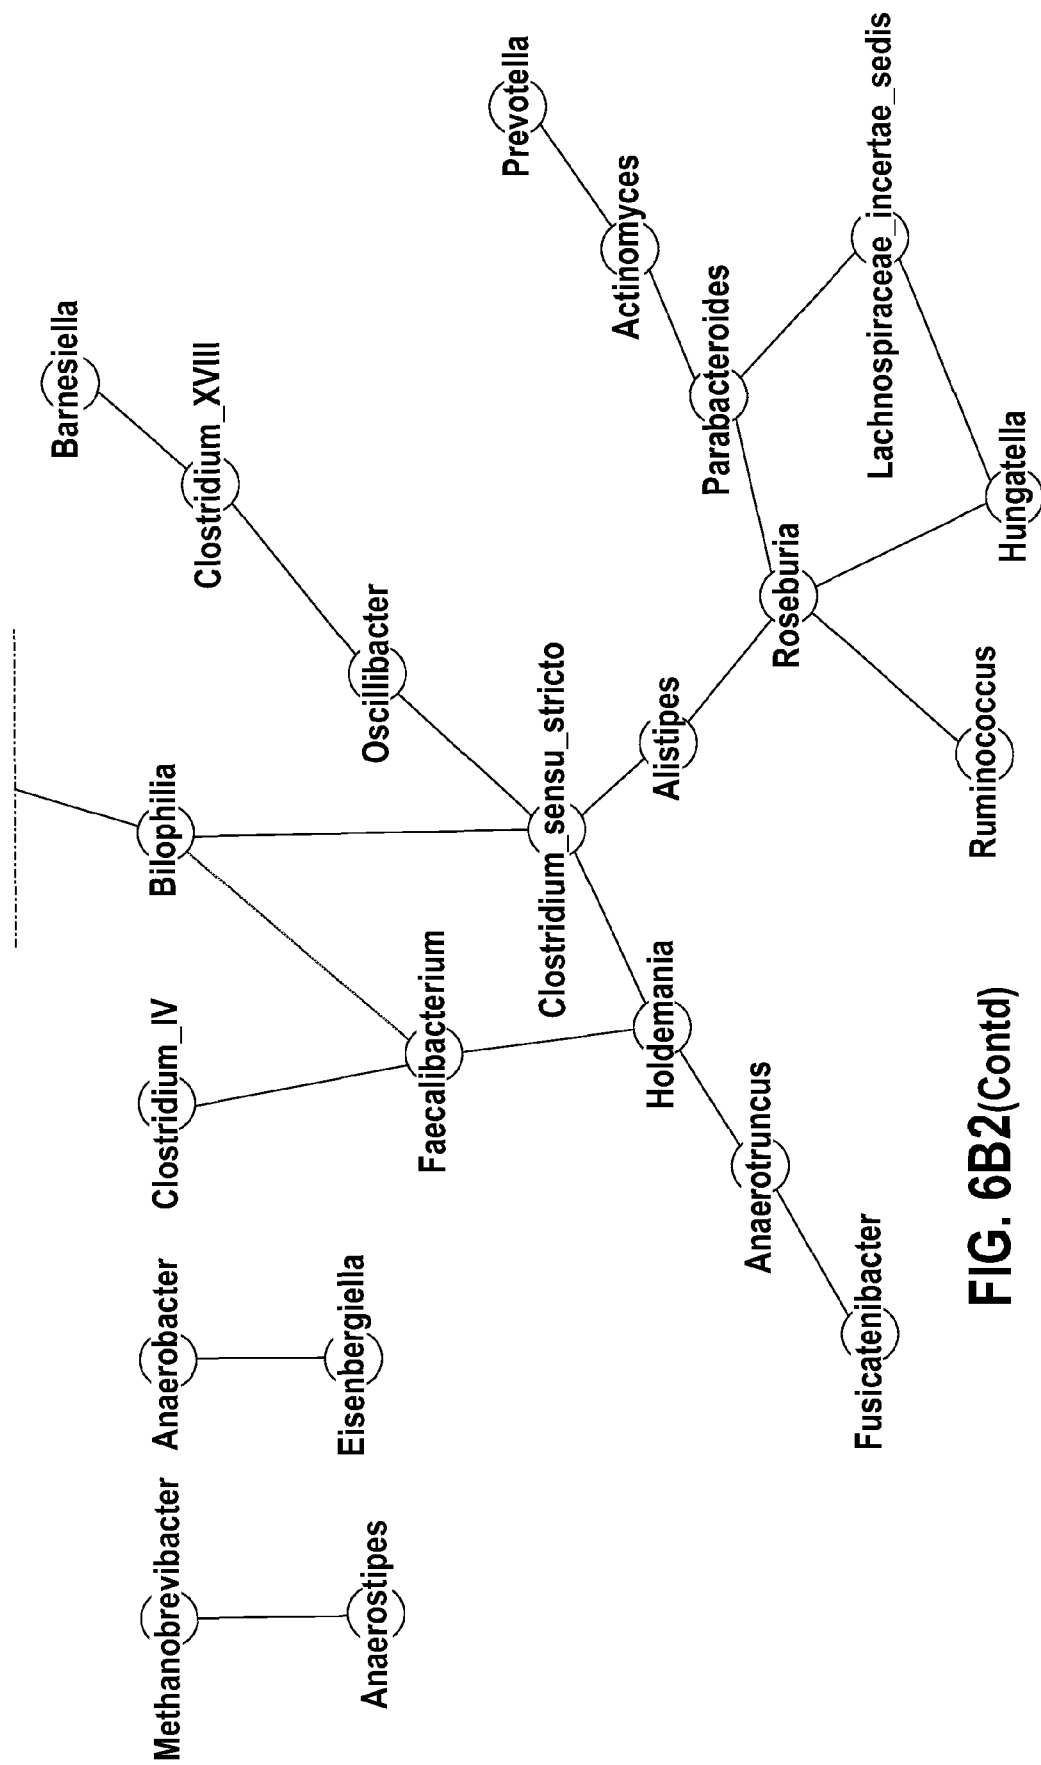 Methanobrevibacter
Anaerobacter
Clostridium_IV
Bilophilia
Barnesiella
Clostridium_XVIII
Anaerostipes
Eisenbergiella
Faecalibacterium
Oscillibacter
Prevotella
Clostridium_sensu_stricto
Actinomyces
Holdemania
Alistipes
Parabacteroides
Anaerotruncus
Roseburia
Fusicatenibacter
Lachnospiraceae_incertae_sedis
Ruminococcus
Hungatella
FIG. 6B2(Contd)